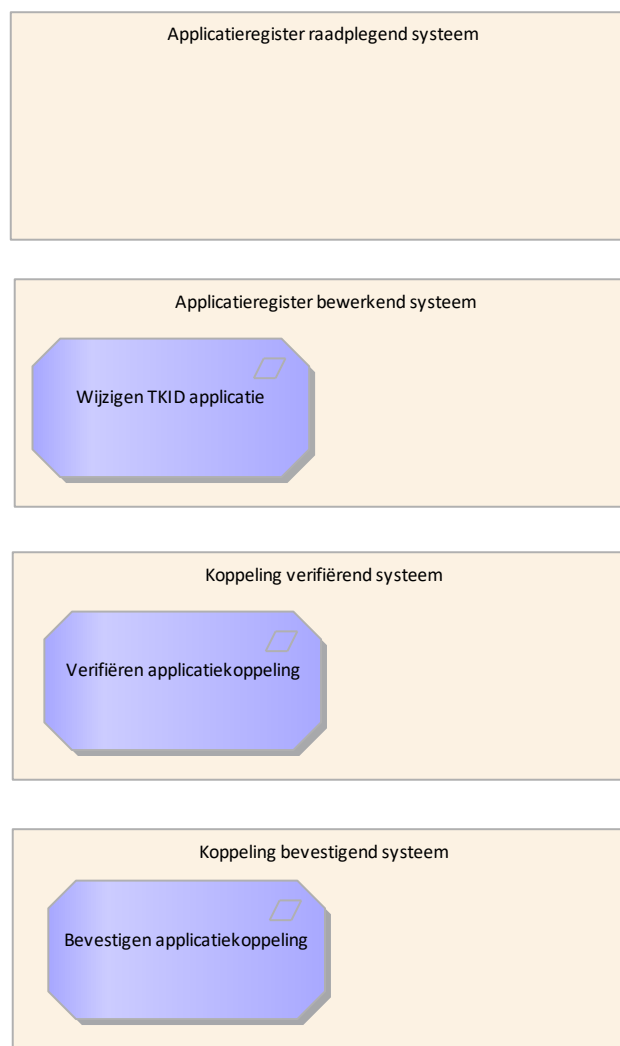 Applicatieregister raadplegend systeem
Applicatieregister bewerkend systeem
Wijzigen TKID applicatie
Koppeling verifiërend systeem
Verifiëren applicatiekoppeling
Koppeling bevestigend systeem
Bevestigen applicatiekoppeling